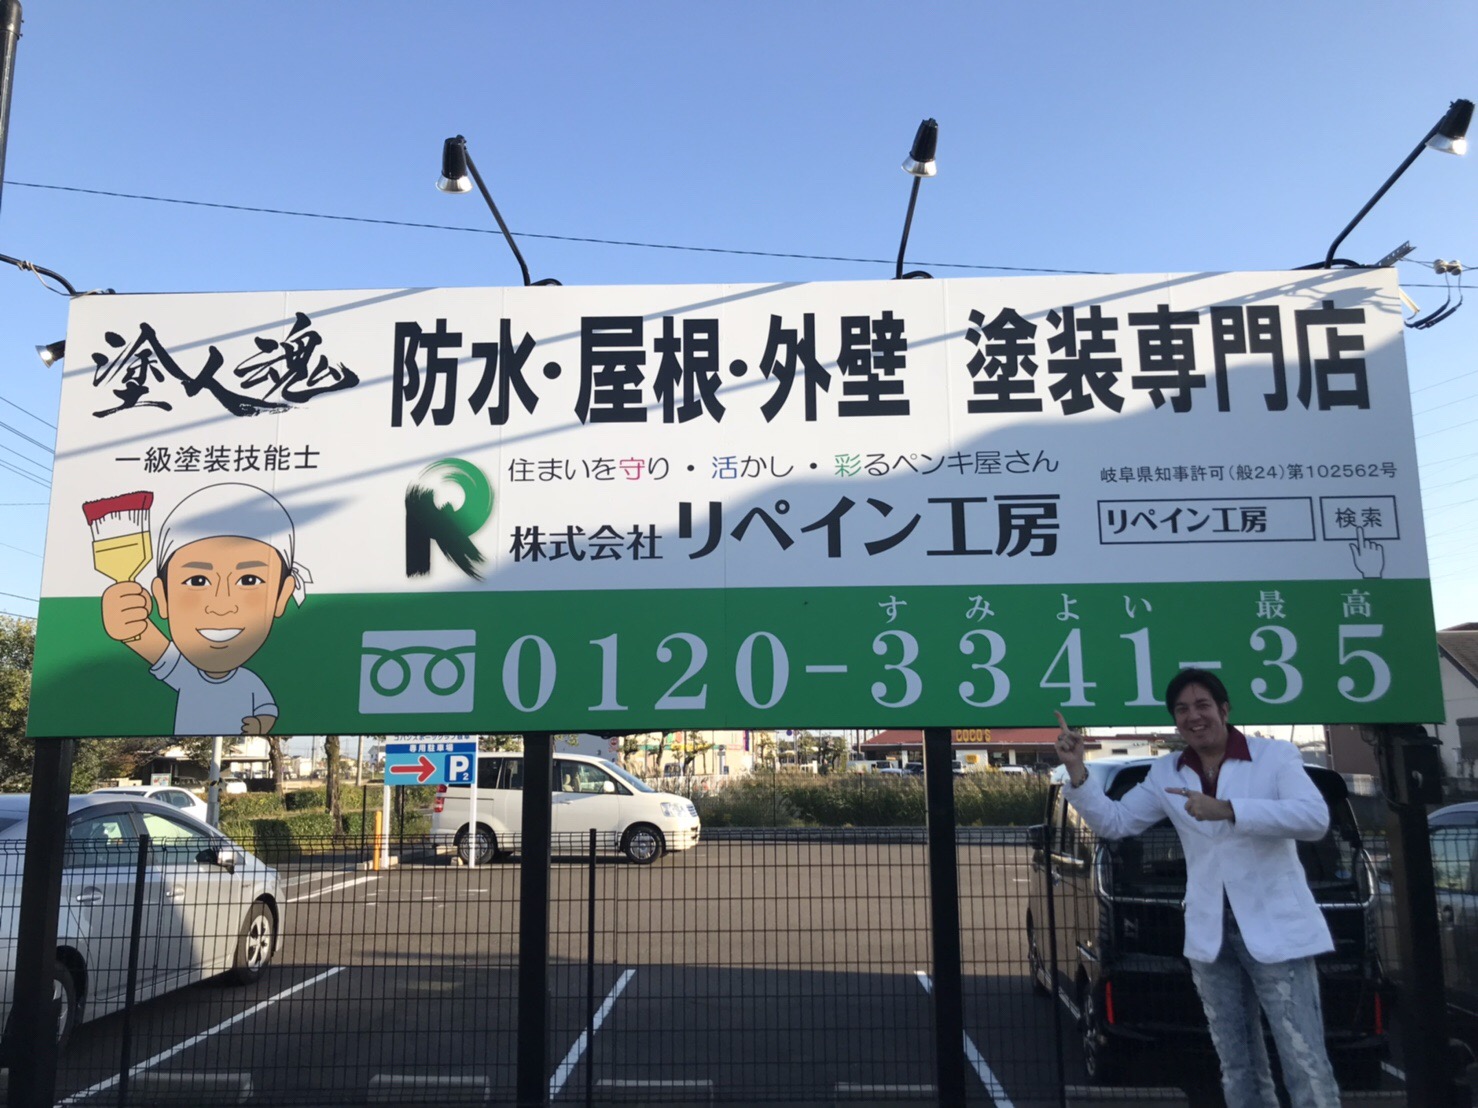 塗人魂
防水・屋根・外壁 塗装専門店
一級塗装技能士
住まいを守り・活かし・彩るペンキ屋さん
岐阜県知事許可(般24)第102562号
株式会社リペイン工房
リペイン工房 検索
すみよい 最高
0120-3341-35
専用駐車場
P2
COCO'S